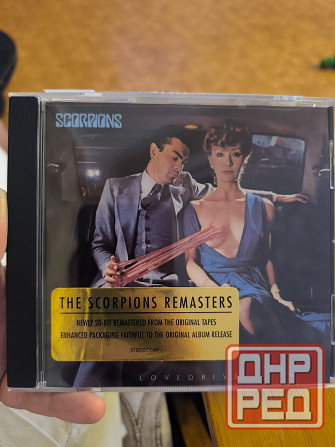 SCORPIONS
THE SCORPIONS REMASTERS
NEWLY 20-BIT REMASTERED FROM THE ORIGINAL TAPES
ENHANCED PACKAGING FAITHFUL TO THE ORIGINAL ALBUM RELEASE
ДНР
РЕД